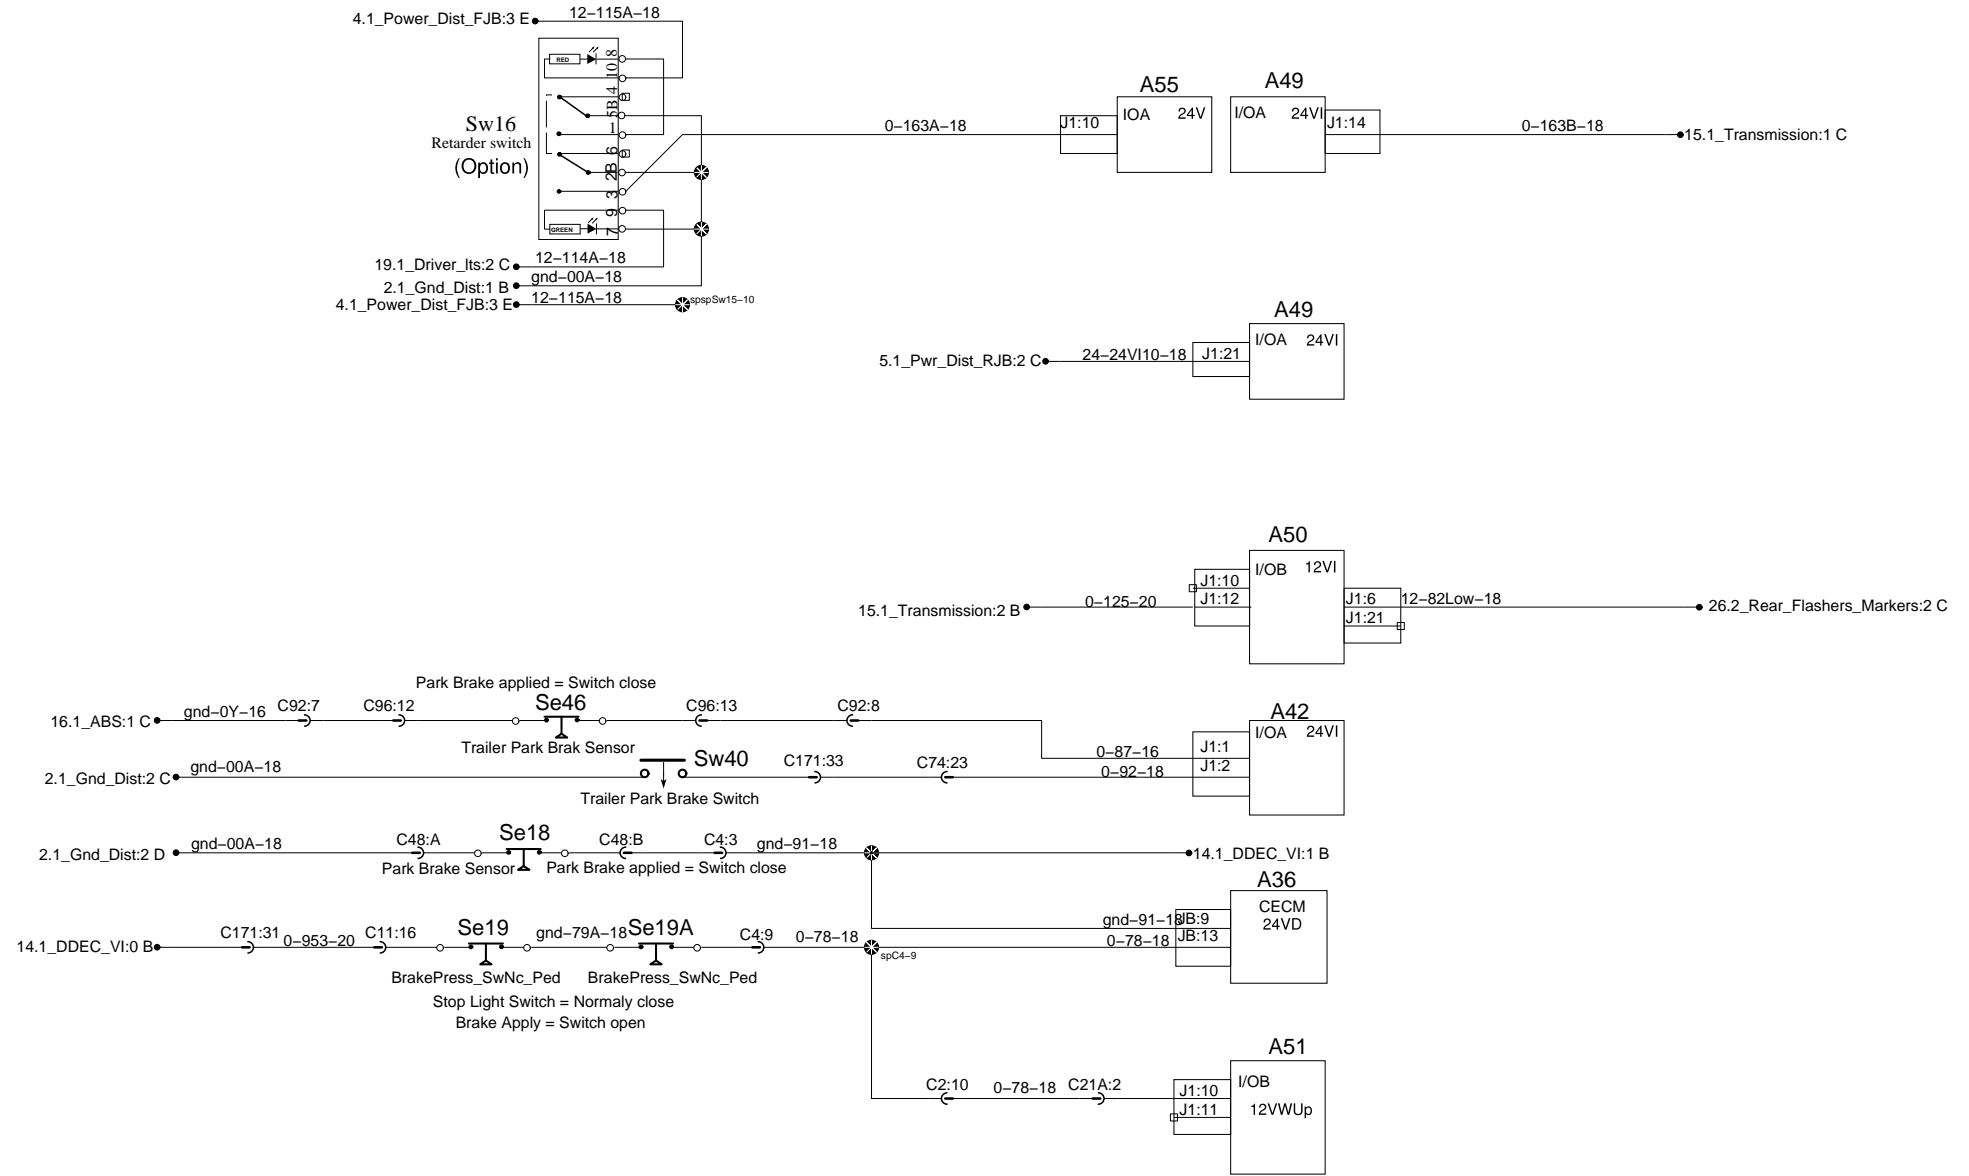 4.1_Power_Dist_FJB:3 E
12–115A–18
RED
8
10
4
5B
1
6
2B
3
9
7
GREEN
Sw16
Retarder switch
(Option)
19.1_Driver_lts:2 C
12–114A–18
2.1_Gnd_Dist:1 B
gnd–00A–18
4.1_Power_Dist_FJB:3 E
12–115A–18
spspSw15–10
0–163A–18
A55
J1:10
IOA 24V
A49
I/OA 24VI
J1:14
0–163B–18
15.1_Transmission:1 C
A49
5.1_Pwr_Dist_RJB:2 C
24–24VI10–18
J1:21
I/OA 24VI
A50
I/OB 12VI
J1:10
15.1_Transmission:2 B
0–125–20
J1:12
J1:6
12–82Low–18
26.2_Rear_Flashers_Markers:2 C
J1:21
Park Brake applied = Switch close
16.1_ABS:1 C
gnd–0Y–16
C92:7
C96:12
Se46
C96:13
C92:8
Trailer Park Brak Sensor
A42
I/OA 24VI
0–87–16
J1:1
2.1_Gnd_Dist:2 C
gnd–00A–18
Sw40
C171:33
C74:23
0–92–18
J1:2
Trailer Park Brake Switch
2.1_Gnd_Dist:2 D
gnd–00A–18
C48:A
Se18
C48:B
C4:3
gnd–91–18
14.1_DDEC_VI:1 B
Park Brake Sensor
Park Brake applied = Switch close
A36
CECM
24VD
gnd–91–18
JB:9
14.1_DDEC_VI:0 B
C171:31
0–953–20
C11:16
Se19
gnd–79A–18
Se19A
C4:9
0–78–18
spC4–9
0–78–18
JB:13
BrakePress_SwNc_Ped
BrakePress_SwNc_Ped
Stop Light Switch = Normaly close
Brake Apply = Switch open
A51
I/OB
12VWUp
C2:10
0–78–18
C21A:2
J1:10
J1:11